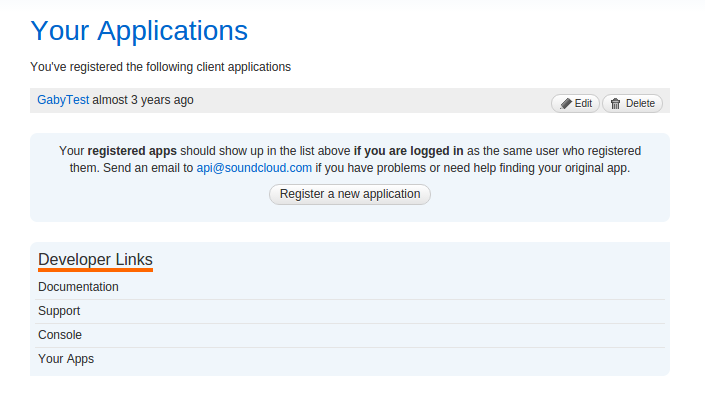 Your Applications
You've registered the following client applications
GabyTest almost 3 years ago Edit Delete
Your registered apps should show up in the list above if you are logged in as the same user who registered
them. Send an email to api@soundcloud.com if you have problems or need help finding your original app.
Register a new application
Developer Links
Documentation
Support
Console
Your Apps